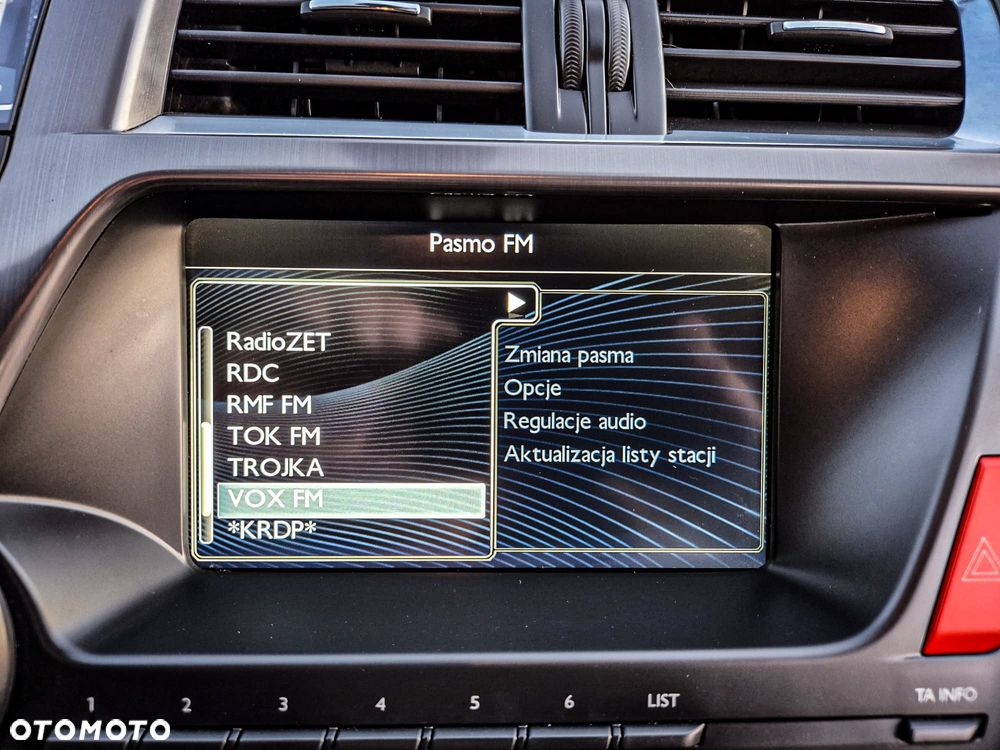 Pasmo FM
RadioZET
RDC
RMF FM
TOK FM
TROJKA
VOX FM
*KRDP*
Zmiana pasma
Opcje
Regulacje audio
Aktualizacja listy stacji
1 2 3 4 5 6 LIST
TA INFO
OTOMOTO